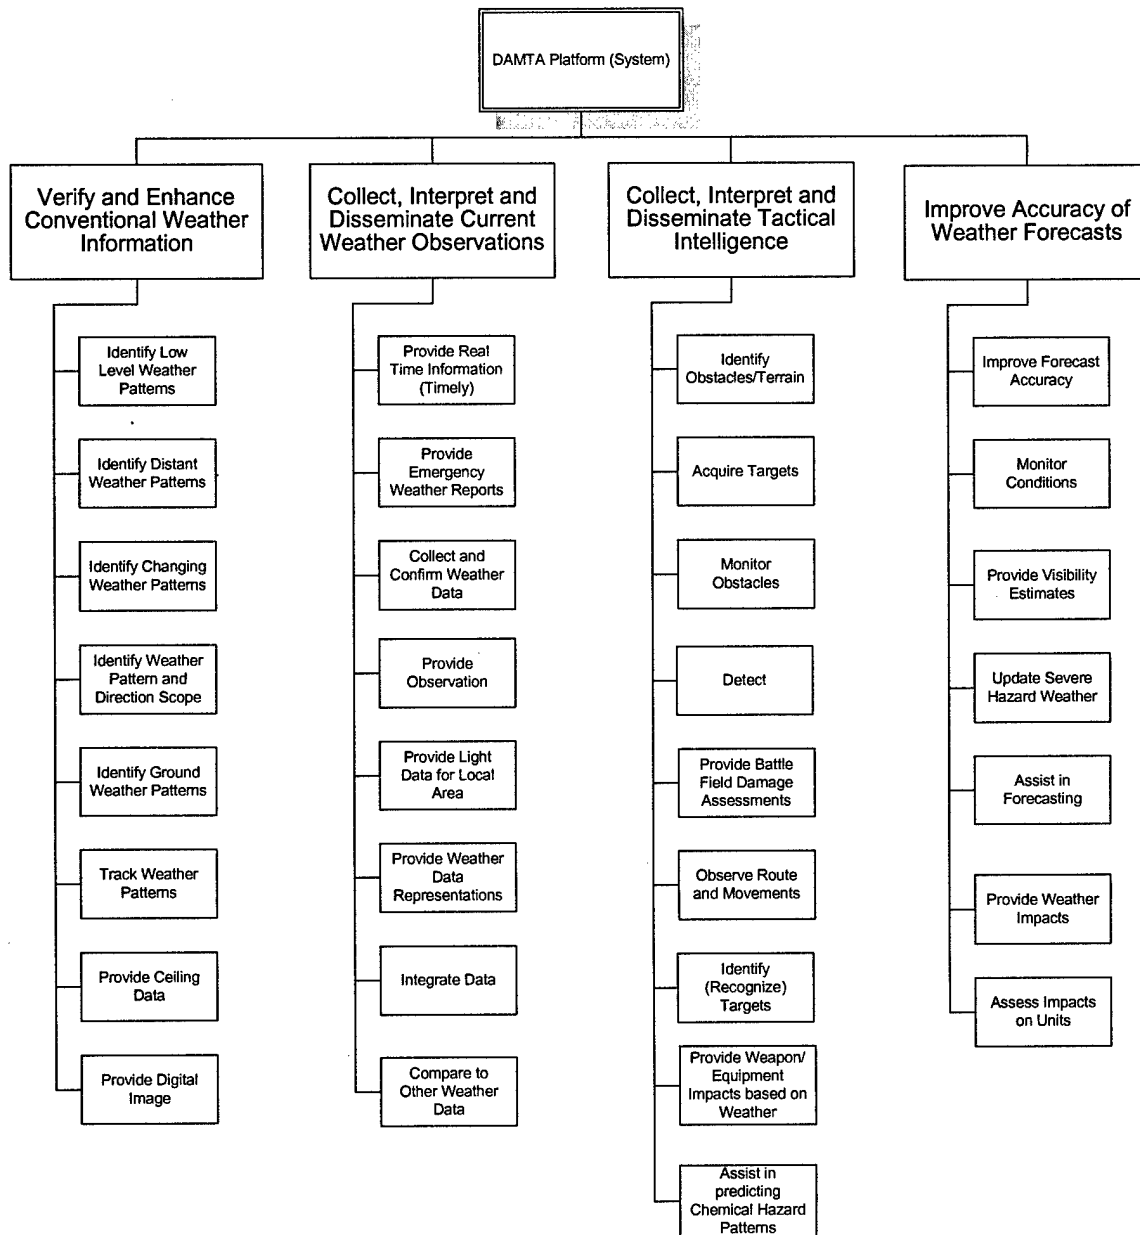 DAMTA Platform (System)
Verify and Enhance
Conventional Weather
Information
Collect, Interpret and
Disseminate Current
Weather Observations
Collect, Interpret and
Disseminate Tactical
Intelligence
Improve Accuracy of
Weather Forecasts
Identify Low
Level Weather
Patterns
Identify Distant
Weather Patterns
Identify Changing
Weather Patterns
Identify Weather
Pattern and
Direction Scope
Identify Ground
Weather Patterns
Track Weather
Patterns
Provide Ceiling
Data
Provide Digital
Image
Provide Real
Time Information
(Timely)
Provide
Emergency
Weather Reports
Collect and
Confirm Weather
Data
Provide
Observation
Provide Light
Data for Local
Area
Provide Weather
Data
Representations
Integrate Data
Compare to
Other Weather
Data
Identify
Obstacles/Terrain
Acquire Targets
Monitor
Obstacles
Detect
Provide Battle
Field Damage
Assessments
Observe Route
and Movements
Identify
(Recognize)
Targets
Provide Weapon/
Equipment
Impacts based on
Weather
Assist in
predicting
Chemical Hazard
Patterns
Improve Forecast
Accuracy
Monitor
Conditions
Provide Visibility
Estimates
Update Severe
Hazard Weather
Assist in
Forecasting
Provide Weather
Impacts
Assess Impacts
on Units